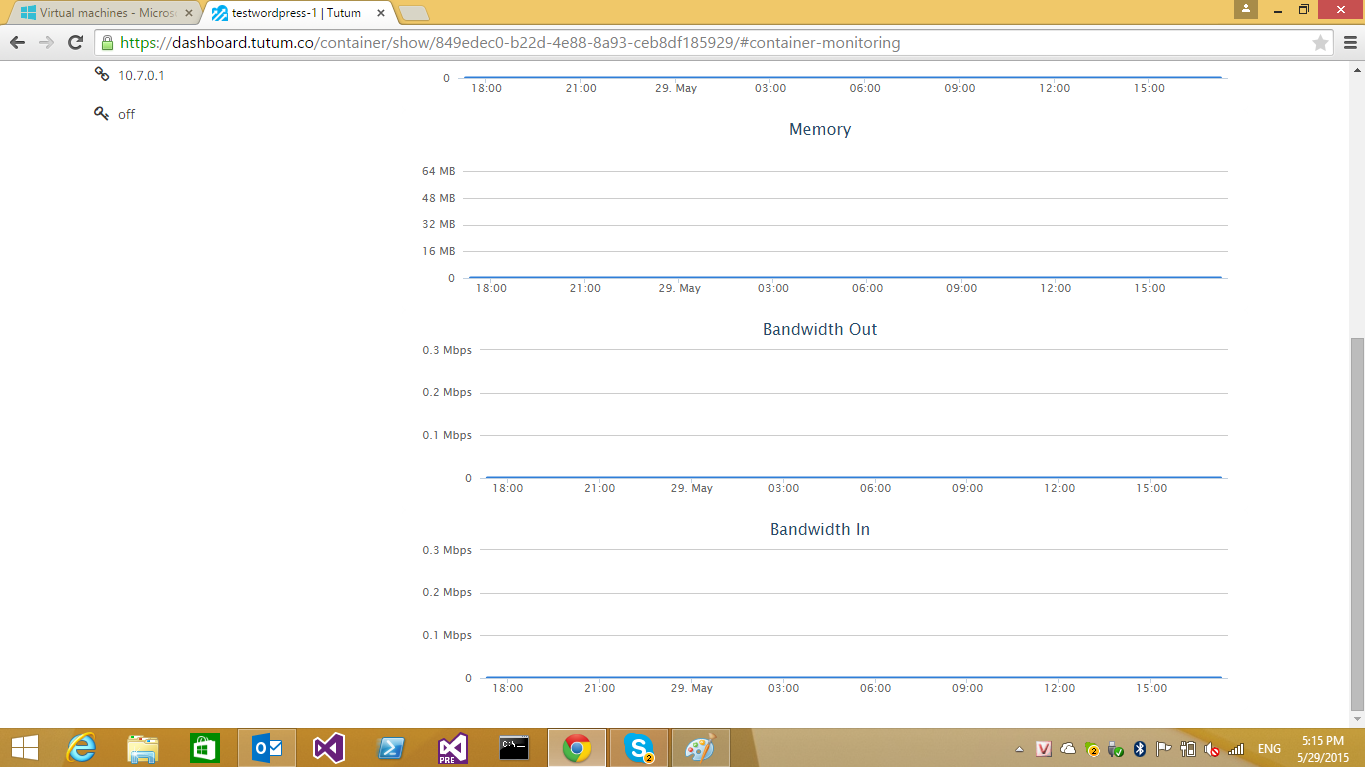 Virtual machines - Micros
testwordpress-1 | Tutum
https://dashboard.tutum.co/container/show/849edec0-b22d-4e88-8a93-ceb8df185929/#container-monitoring
10.7.0.1
off
0
18:00 21:00 29. May 03:00 06:00 09:00 12:00 15:00
Memory
64 MB
48 MB
32 MB
16 MB
0
18:00 21:00 29. May 03:00 06:00 09:00 12:00 15:00
Bandwidth Out
0.3 Mbps
0.2 Mbps
0.1 Mbps
0
18:00 21:00 29. May 03:00 06:00 09:00 12:00 15:00
Bandwidth In
0.3 Mbps
0.2 Mbps
0.1 Mbps
0
18:00 21:00 29. May 03:00 06:00 09:00 12:00 15:00
PRE
C:\_
2
2
ENG
5:15 PM
5/29/2015